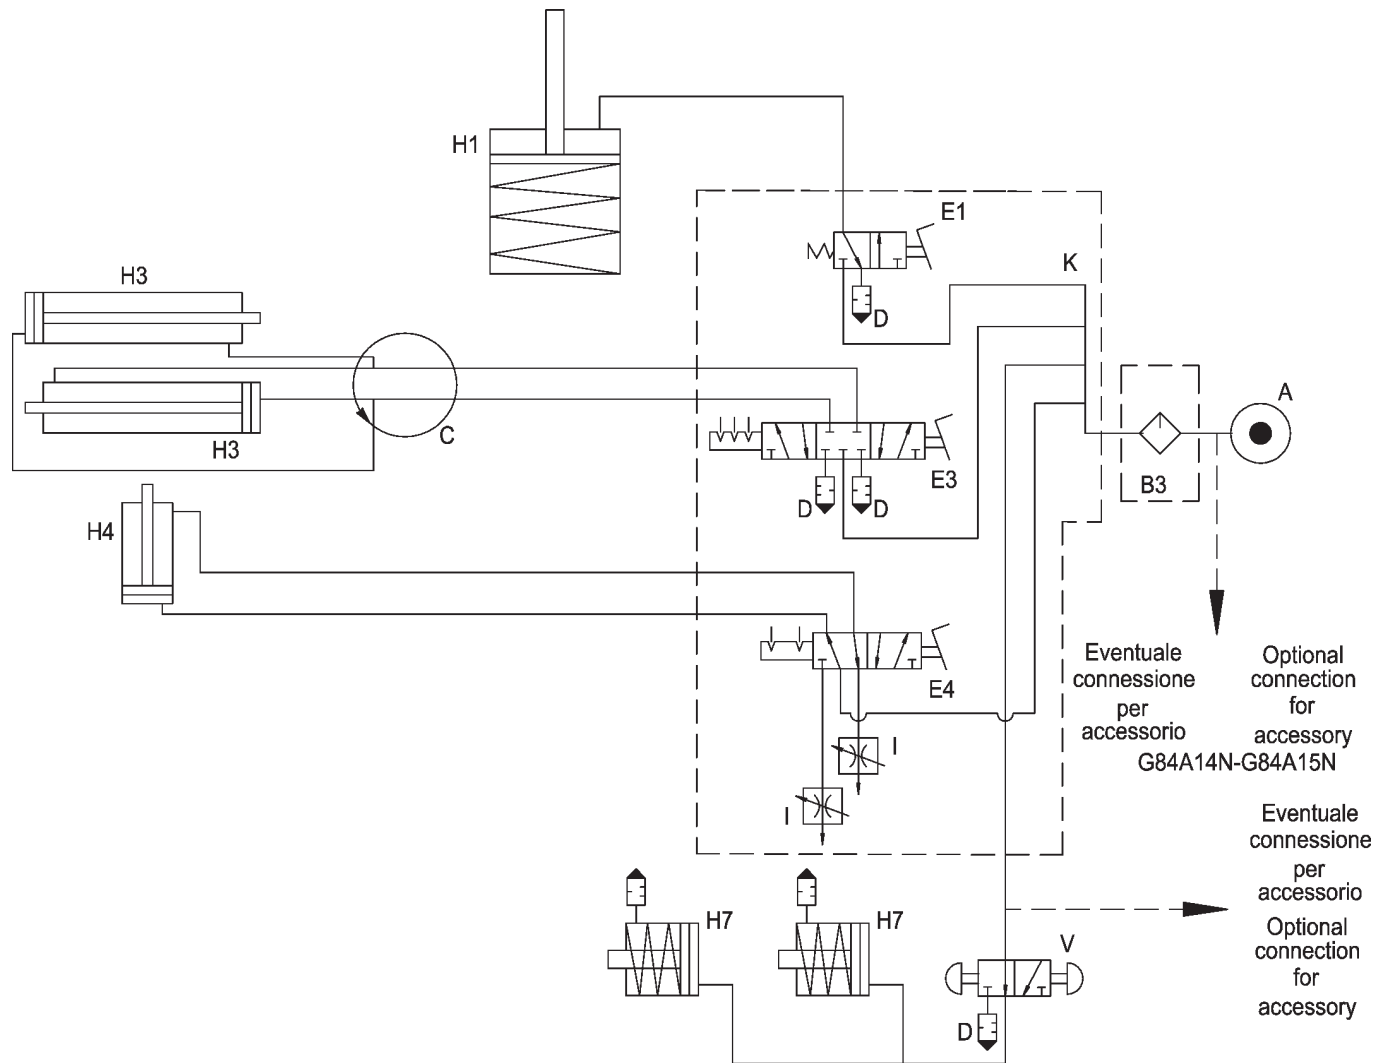 H1
E1
K
H3
D
A
C
H3
E3
B3
D
D
H4
E4
Eventuale
connessione
per
accessorio
Optional
connection
for
accessory
G84A14N-G84A15N
I
I
Eventuale
connessione
per
accessorio
Optional
connection
for
accessory
H7
H7
V
D